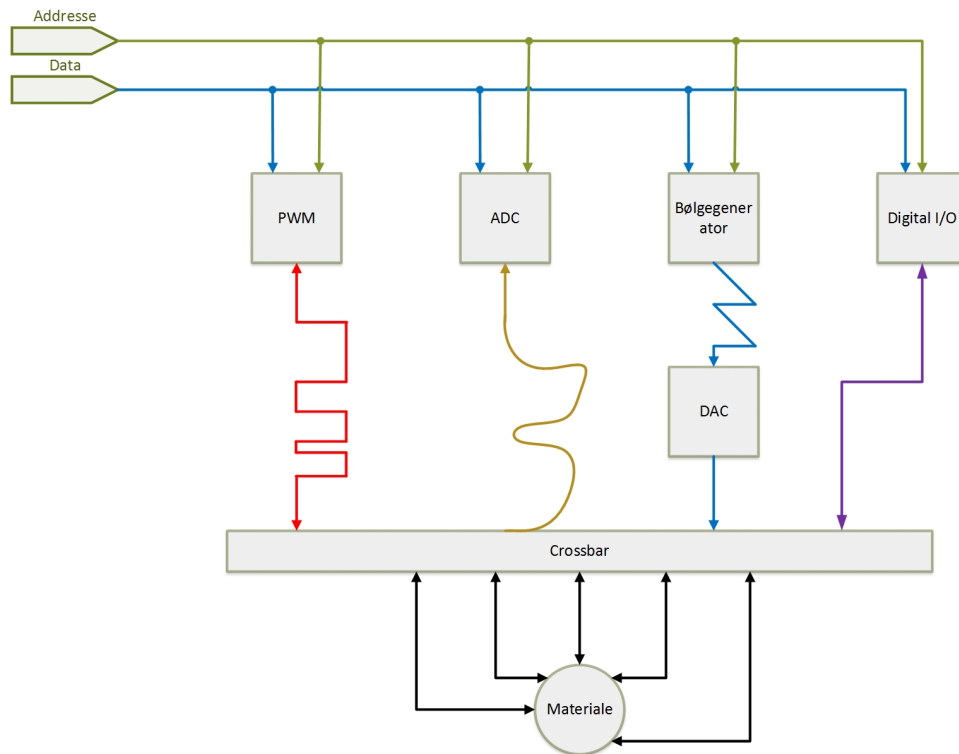 Addresse
Data
PWM
ADC
Bølgegener
ator
Digital I/O
DAC
Crossbar
Materiale